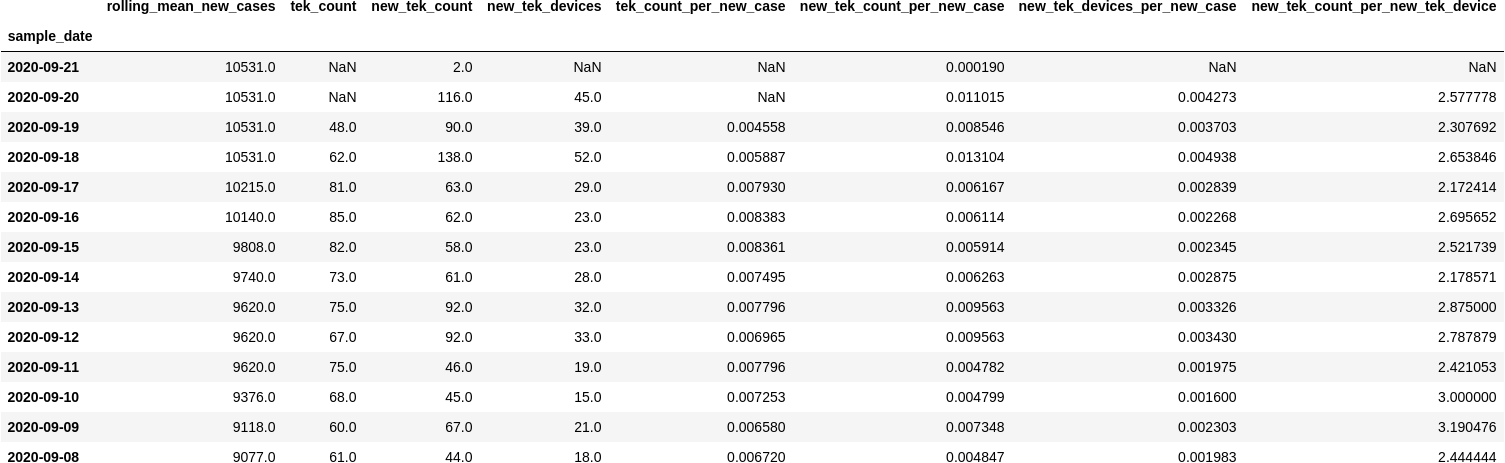 rolling_mean_new_cases tek_count new_tek_count new_tek_devices tek_count_per_new_case new_tek_count_per_new_case new_tek_devices_per_new_case new_tek_count_per_new_tek_device
sample_date
2020-09-21 10531.0 NaN 2.0 NaN NaN 0.000190 NaN NaN
2020-09-20 10531.0 NaN 116.0 45.0 NaN 0.011015 0.004273 2.577778
2020-09-19 10531.0 48.0 90.0 39.0 0.004558 0.008546 0.003703 2.307692
2020-09-18 10531.0 62.0 138.0 52.0 0.005887 0.013104 0.004938 2.653846
2020-09-17 10215.0 81.0 63.0 29.0 0.007930 0.006167 0.002839 2.172414
2020-09-16 10140.0 85.0 62.0 23.0 0.008383 0.006114 0.002268 2.695652
2020-09-15 9808.0 82.0 58.0 23.0 0.008361 0.005914 0.002345 2.521739
2020-09-14 9740.0 73.0 61.0 28.0 0.007495 0.006263 0.002875 2.178571
2020-09-13 9620.0 75.0 92.0 32.0 0.007796 0.009563 0.003326 2.875000
2020-09-12 9620.0 67.0 92.0 33.0 0.006965 0.009563 0.003430 2.787879
2020-09-11 9620.0 75.0 46.0 19.0 0.007796 0.004782 0.001975 2.421053
2020-09-10 9376.0 68.0 45.0 15.0 0.007253 0.004799 0.001600 3.000000
2020-09-09 9118.0 60.0 67.0 21.0 0.006580 0.007348 0.002303 3.190476
2020-09-08 9077.0 61.0 44.0 18.0 0.006720 0.004847 0.001983 2.444444